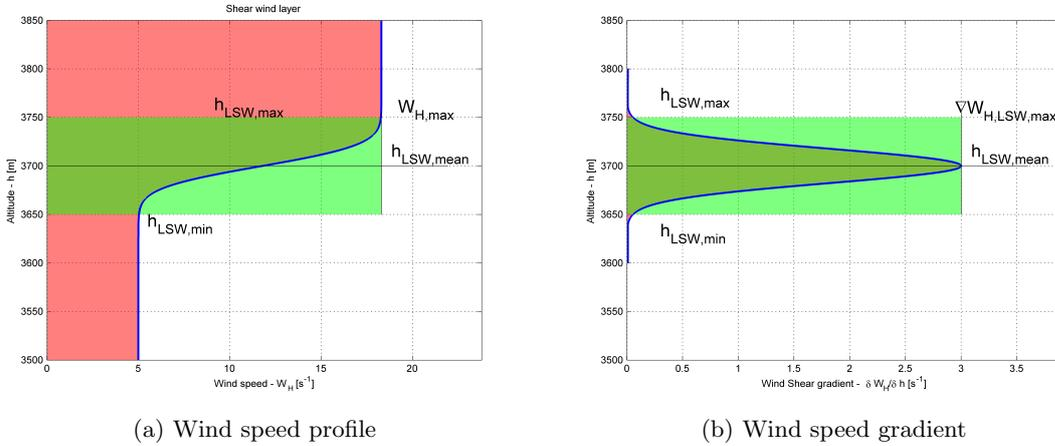 Shear wind layer
3850
3800
3750
3700
3650
3600
3550
3500
Altitude - h [m]
h_LSW,max
W_H,max
h_LSW,mean
h_LSW,min
0 5 10 15 20
Wind speed - W_H [s^-1]
(a) Wind speed profile
3850
3800
3750
3700
3650
3600
3550
3500
Altitude - h [m]
h_LSW,max
∇W_H,LSW,max
h_LSW,mean
h_LSW,min
0 0.5 1 1.5 2 2.5 3 3.5
Wind Shear gradient - δ W_H/δ h [s^-1]
(b) Wind speed gradient